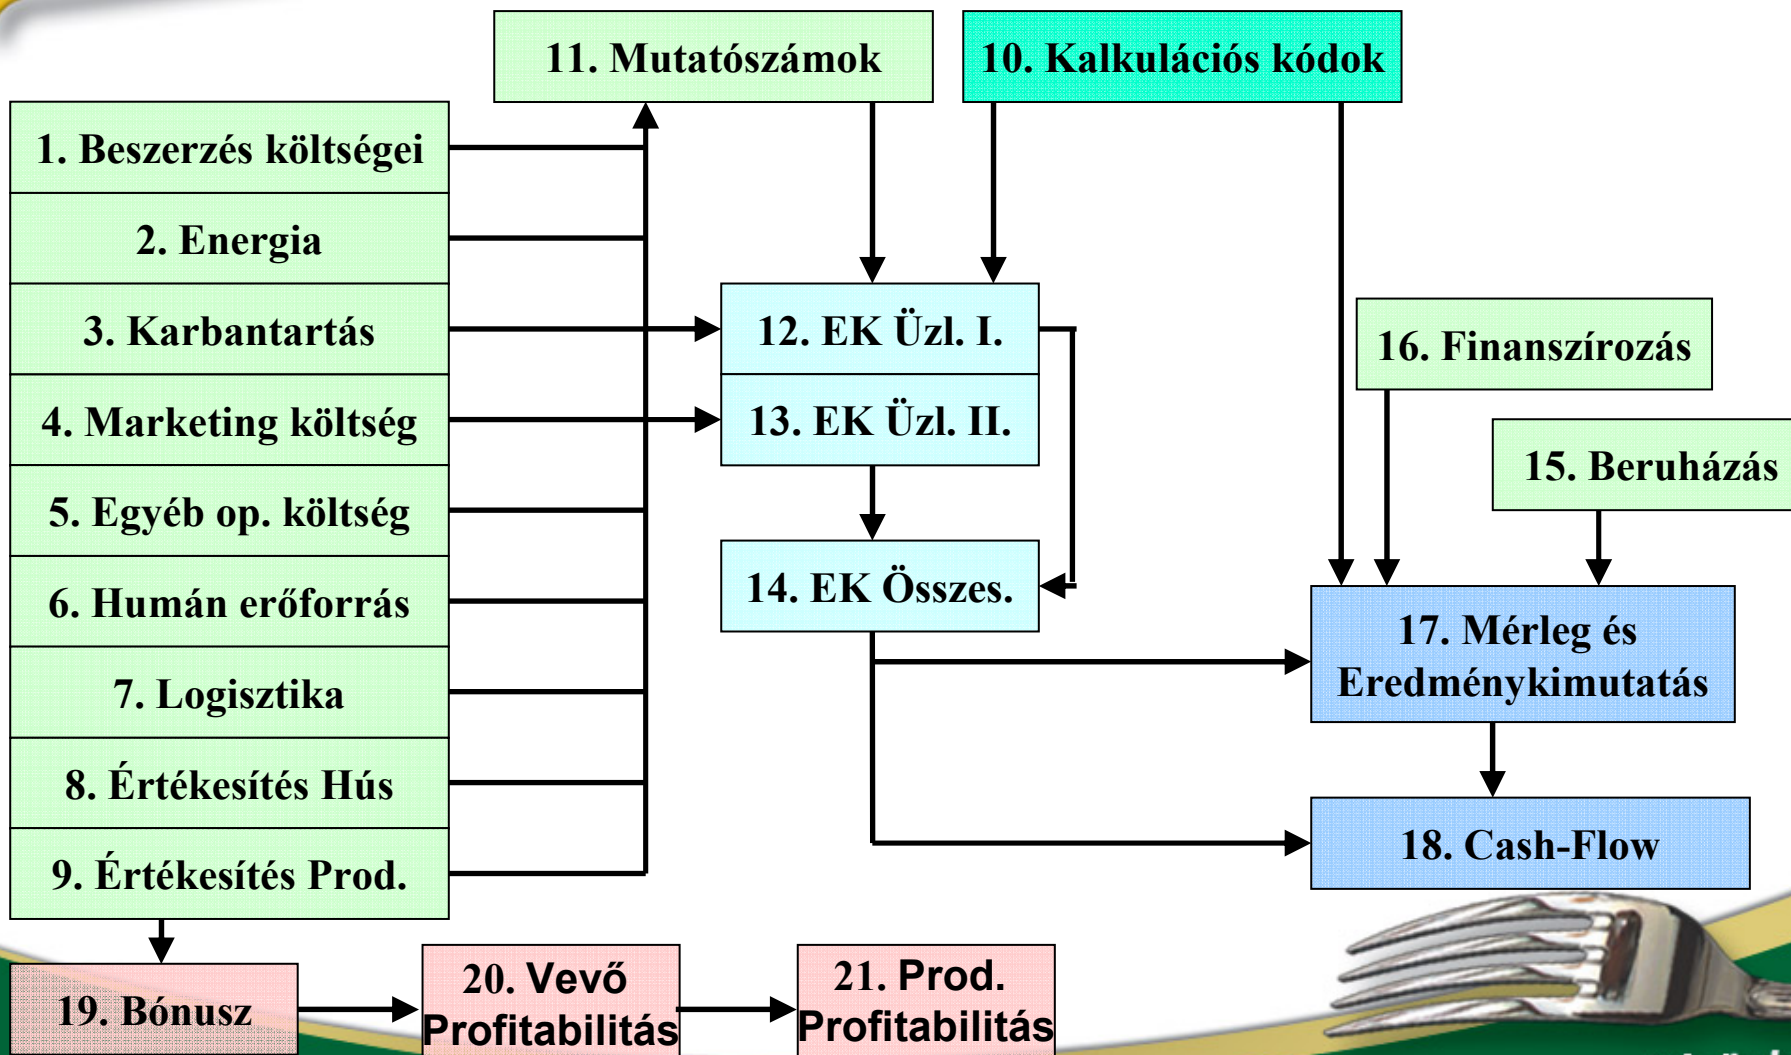 11. Mutatószámok
10. Kalkulációs kódok
1. Beszerzés költségei
2. Energia
3. Karbantartás
4. Marketing költség
5. Egyéb op. költség
6. Humán erőforrás
7. Logisztika
8. Értékesítés Hús
9. Értékesítés Prod.
12. EK Üzl. I.
13. EK Üzl. II.
14. EK Összes.
16. Finanszírozás
15. Beruházás
17. Mérleg és
Eredménykimutatás
18. Cash-Flow
19. Bónusz
20. Vevő
Profitabilitás
21. Prod.
Profitabilitás